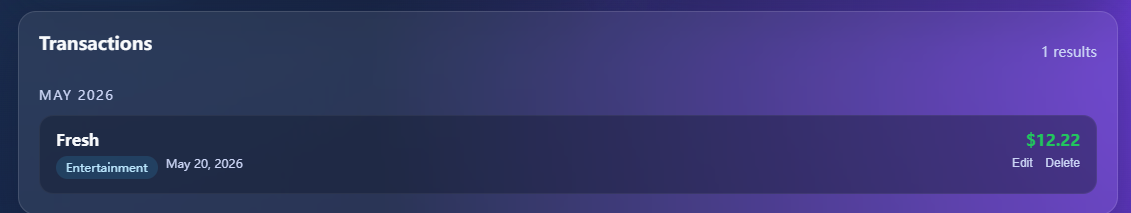 Transactions
1 results
MAY 2026
Fresh
$12.22
Entertainment May 20, 2026
Edit Delete